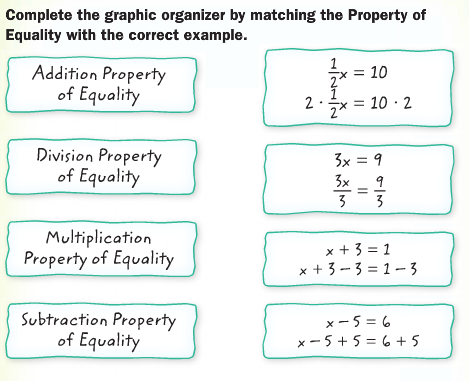 Complete the graphic organizer by matching the Property of
Equality with the correct example.
Addition Property
of Equality
1/2 x = 10
2 · 1/2 x = 10 · 2
Division Property
of Equality
3x = 9
3x/3 = 9/3
Multiplication
Property of Equality
x + 3 = 1
x + 3 − 3 = 1 − 3
Subtraction Property
of Equality
x − 5 = 6
x − 5 + 5 = 6 + 5